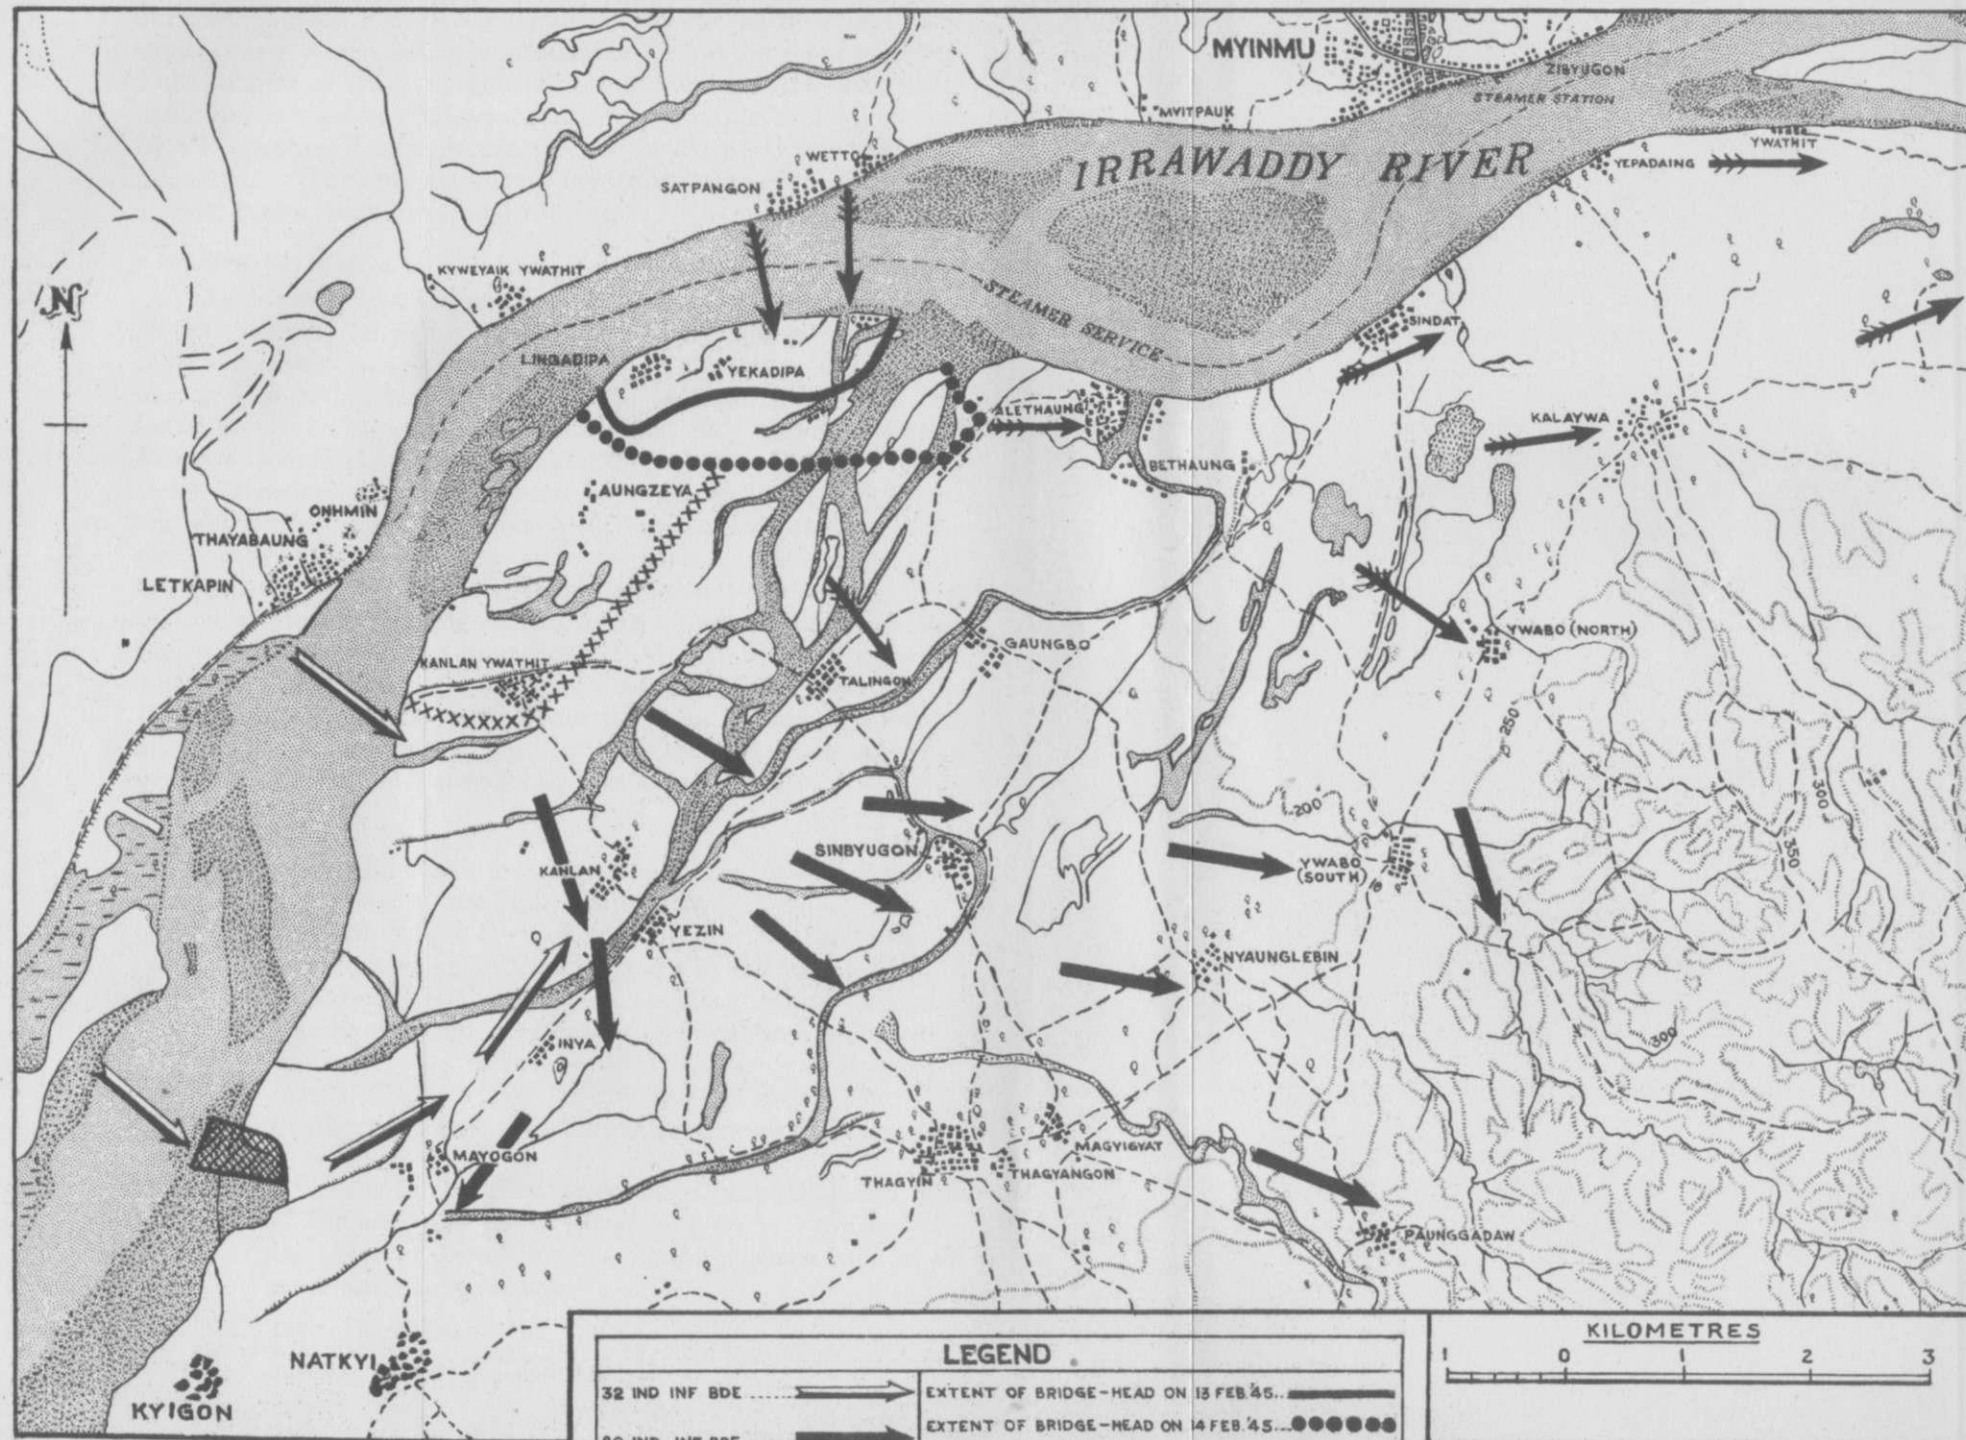 MYINMU
ZIBYUGON
STEAMER STATION
MYITPAUK
YWATHIT
WETTO
IRRAWADDY RIVER
YEPADAING
SATPANGON
KYWEYAIK YWATHIT
N
STEAMER SERVICE
SINDAT
LINGADIPA
YEKADIPA
ALETHAUNG
KALAYWA
BETHAUNG
AUNGZEYA
ONHMIN
THAYABAUNG
LETKAPIN
YWABO (NORTH)
GAUNGBO
KANLAN YWATHIT
TALINGON
250
300
200
350
SINBYUGON
YWABO
(SOUTH)
KANLAN
YEZIN
NYAUNGLEBIN
300
INYA
MAYOGON
MAGYIGYAT
THAGYIN
THAGYANGON
PAUNGGADAW
NATKYI
KYIGON
LEGEND
32 IND INF BDE
EXTENT OF BRIDGE-HEAD ON 13 FEB.'45
EXTENT OF BRIDGE-HEAD ON 14 FEB.'45
KILOMETRES
1 0 1 2 3